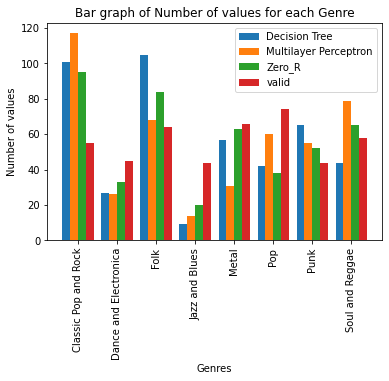 Bar graph of Number of values for each Genre
Number of values
120
100
80
60
40
20
0
Decision Tree
Multilayer Perceptron
Zero_R
valid
Classic Pop and Rock
Dance and Electronica
Folk
Jazz and Blues
Metal
Pop
Punk
Soul and Reggae
Genres